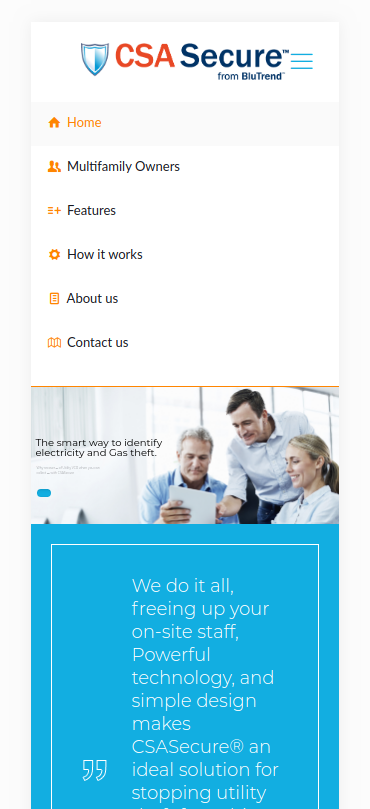 CSA Secure™
from BluTrend
Home
Multifamily Owners
Features
How it works
About us
Contact us
The smart way to identify
electricity and Gas theft.
We do it all,
freeing up your
on-site staff,
Powerful
technology, and
simple design
makes
CSASecure® an
ideal solution for
stopping utility